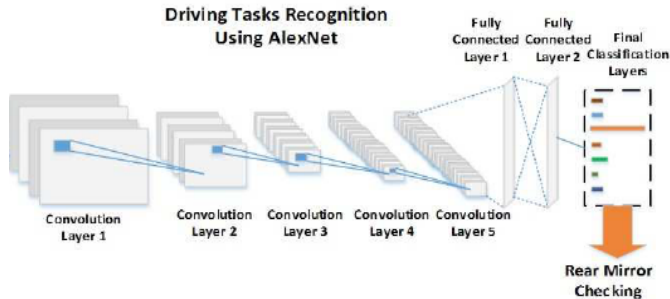 Driving Tasks Recognition
Using AlexNet
Fully
Connected
Layer 1
Fully
Connected
Layer 2
Final
Classification
Layers
Convolution
Layer 1
Convolution
Layer 2
Convolution
Layer 3
Convolution
Layer 4
Convolution
Layer 5
Rear Mirror
Checking